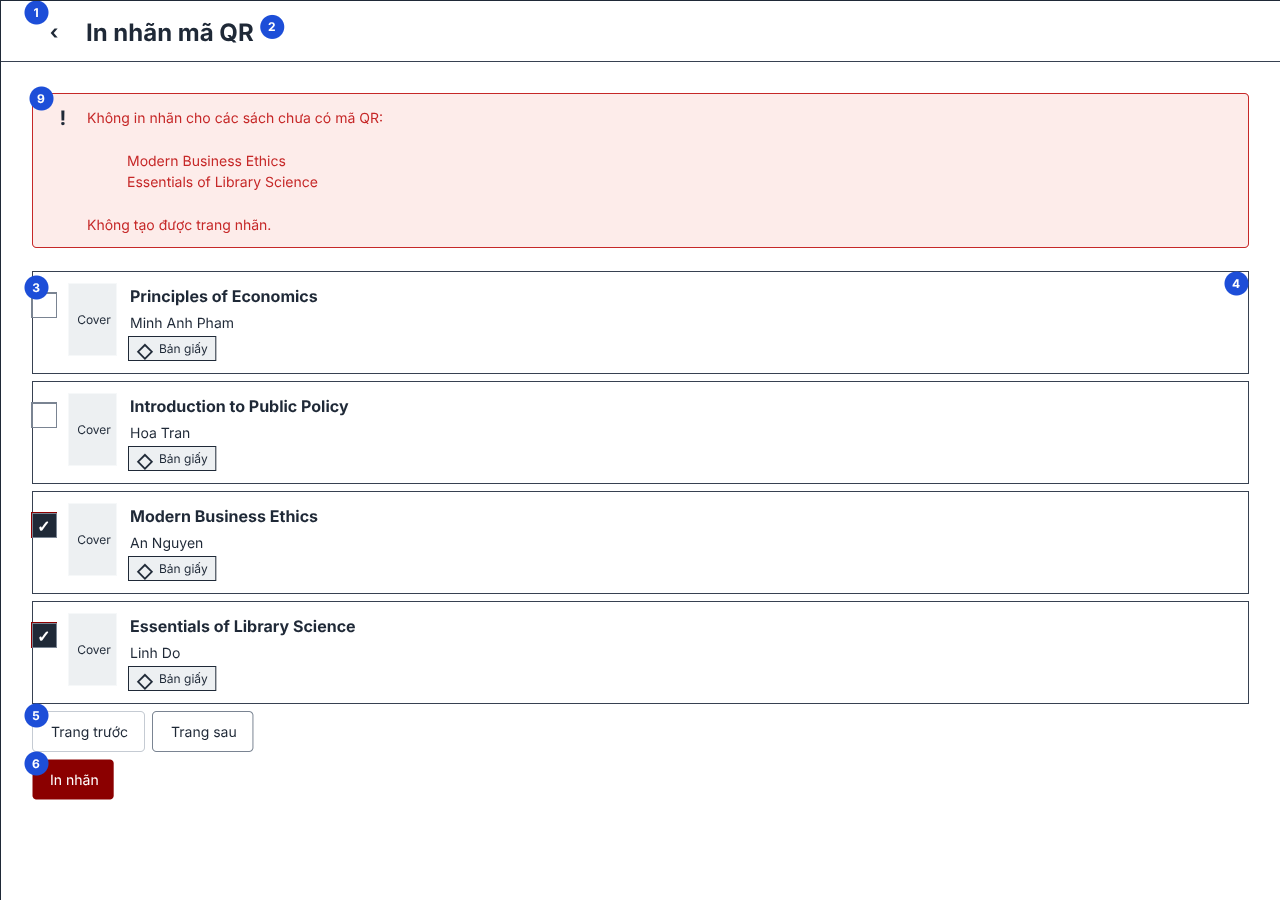 1
‹ In nhãn mã QR 2
9
! Không in nhãn cho các sách chưa có mã QR:
Modern Business Ethics
Essentials of Library Science
Không tạo được trang nhãn.
3
4
Cover
Principles of Economics
Minh Anh Pham
Bản giấy
Cover
Introduction to Public Policy
Hoa Tran
Bản giấy
✓
Cover
Modern Business Ethics
An Nguyen
Bản giấy
✓
Cover
Essentials of Library Science
Linh Do
Bản giấy
5
Trang trước Trang sau
6
In nhãn